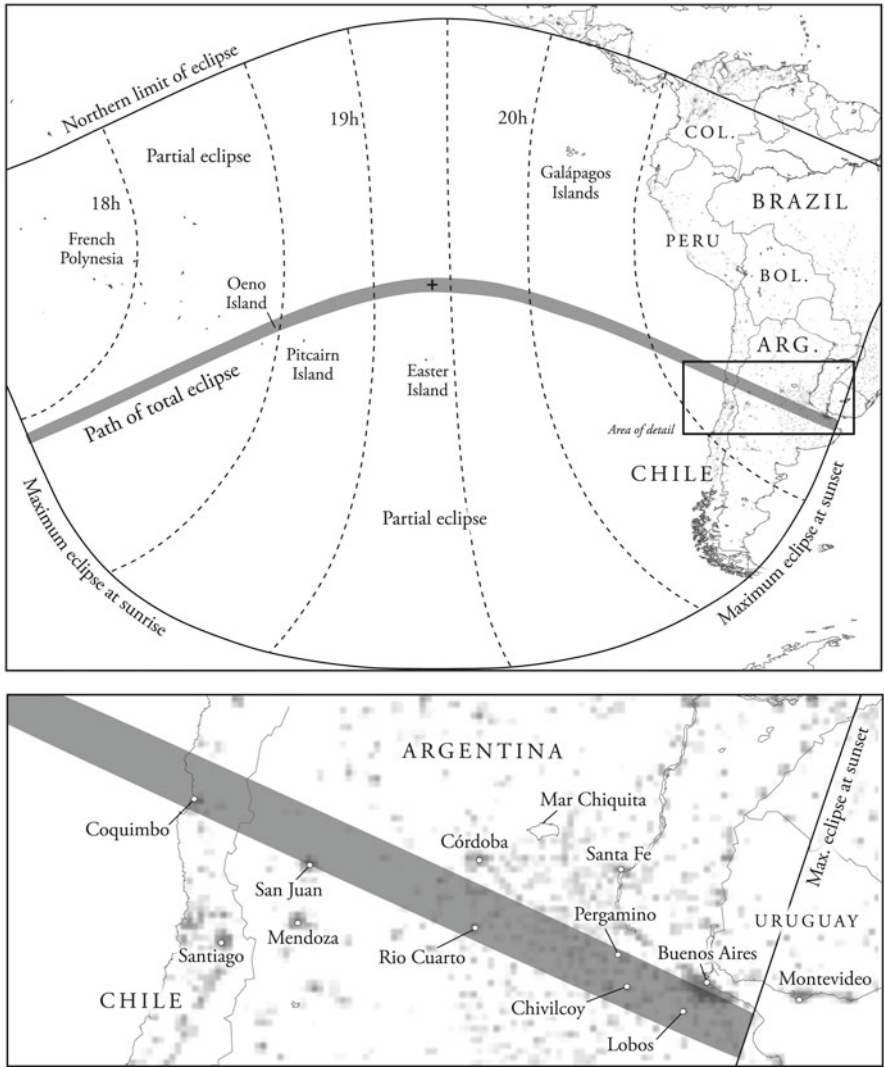 Northern limit of eclipse
19h
20h
COL.
Partial eclipse
Galápagos
Islands
BRAZIL
18h
French
Polynesia
PERU
BOL.
Oeno
Island
ARG.
Pitcairn
Island
Easter
Island
Path of total eclipse
Area of detail
CHILE
Partial eclipse
Maximum eclipse at sunrise
Maximum eclipse at sunset
ARGENTINA
Max. eclipse at sunset
Mar Chiquita
Coquimbo
Córdoba
Santa Fe
San Juan
Pergamino
URUGUAY
Santiago
Mendoza
Rio Cuarto
Buenos Aires
Montevideo
CHILE
Chivilcoy
Lobos